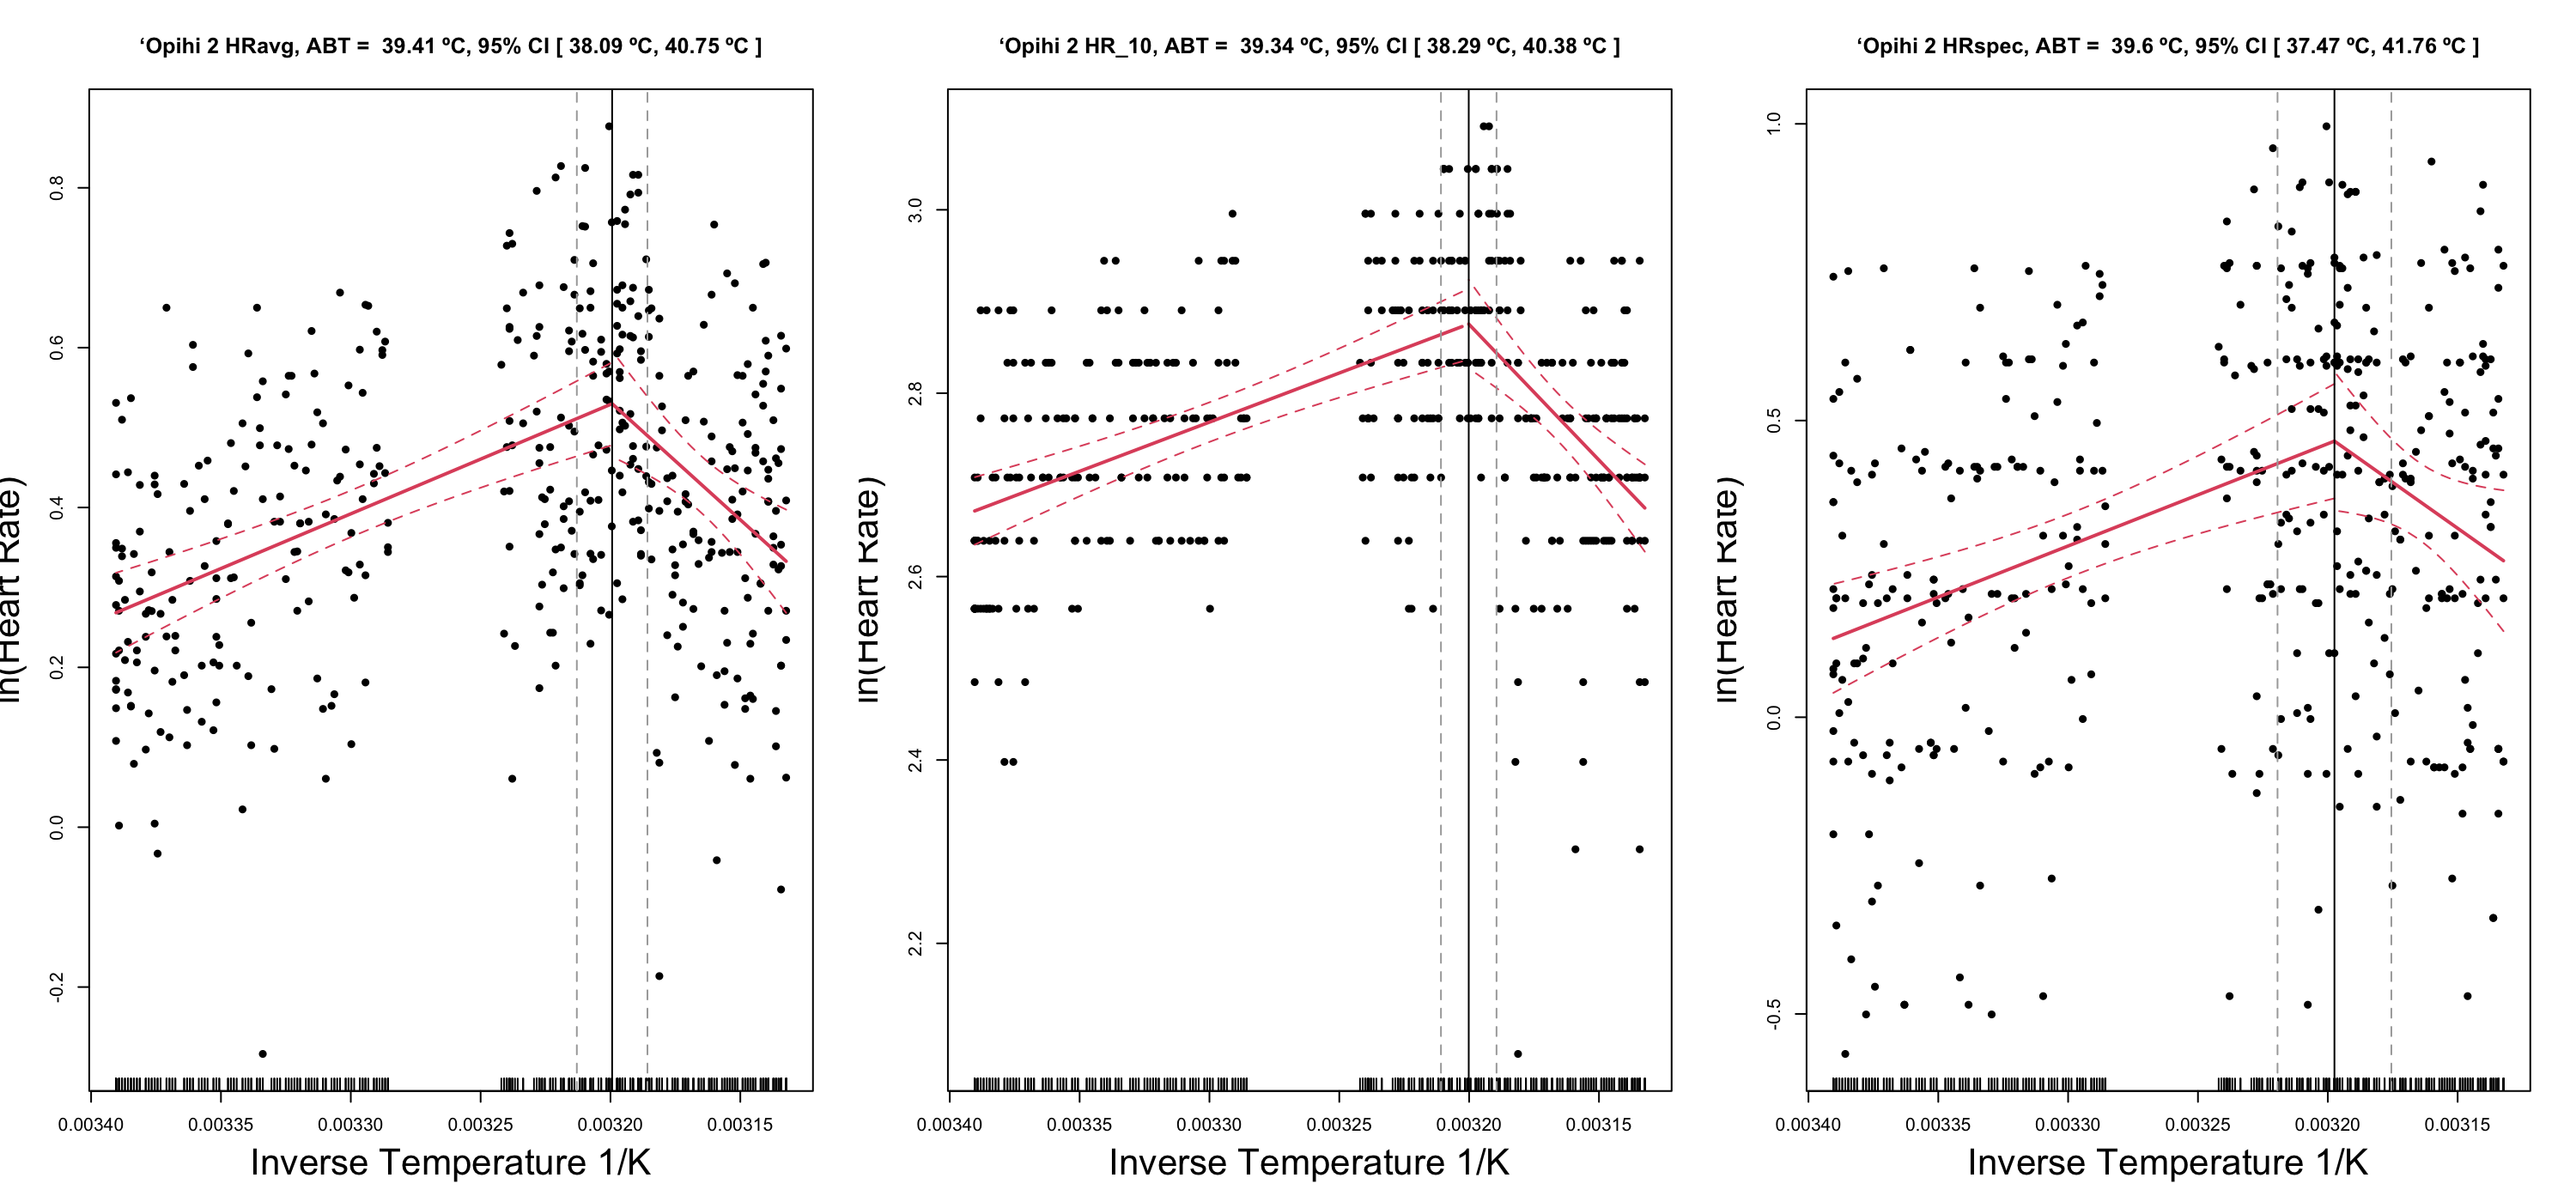 ‘Opihi 2 HRavg, ABT =  39.41 ºC, 95% CI [ 38.09 ºC, 40.75 ºC ]
ln(Heart Rate)
0.8
0.6
0.4
0.2
0.0
-0.2
0.00340 0.00335 0.00330 0.00325 0.00320 0.00315
Inverse Temperature 1/K
‘Opihi 2 HR_10, ABT =  39.34 ºC, 95% CI [ 38.29 ºC, 40.38 ºC ]
ln(Heart Rate)
3.0
2.8
2.6
2.4
2.2
0.00340 0.00335 0.00330 0.00325 0.00320 0.00315
Inverse Temperature 1/K
‘Opihi 2 HRspec, ABT =  39.6 ºC, 95% CI [ 37.47 ºC, 41.76 ºC ]
ln(Heart Rate)
1.0
0.5
0.0
-0.5
0.00340 0.00335 0.00330 0.00325 0.00320 0.00315
Inverse Temperature 1/K